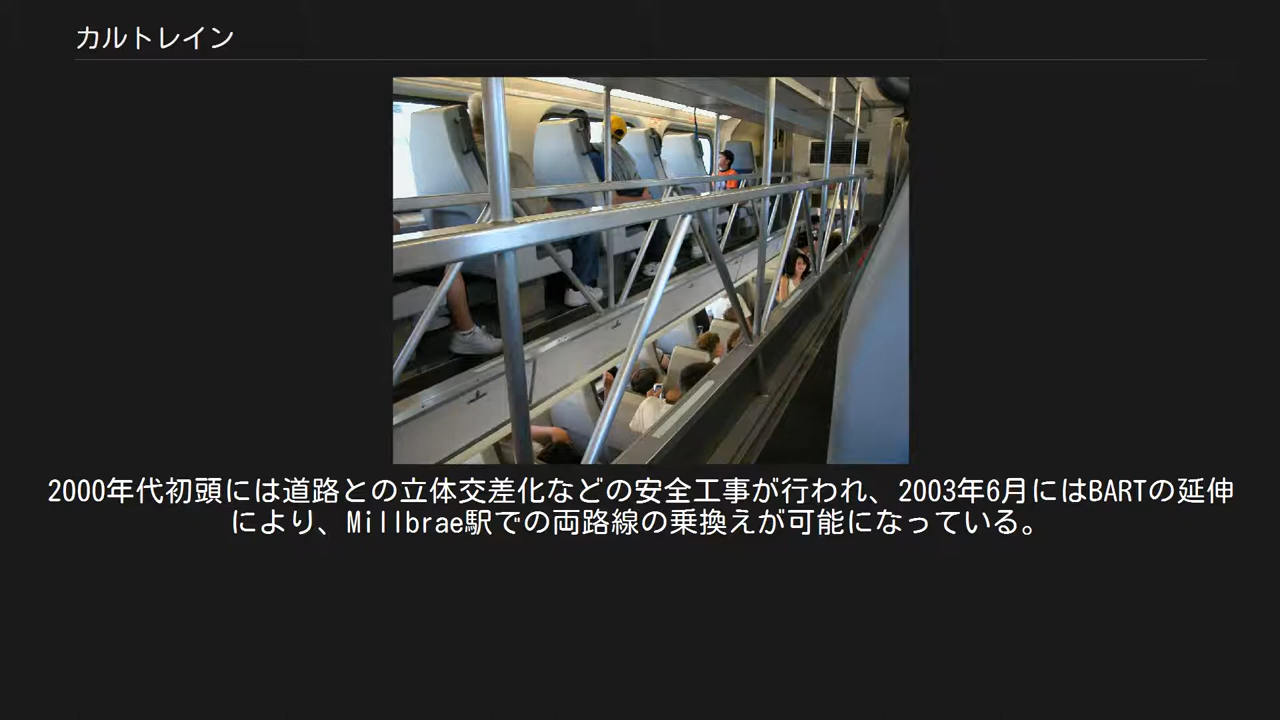 カルトレイン
2000年代初頭には道路との立体交差化などの安全工事が行われ、2003年6月にはBARTの延伸
により、Millbrae駅での両路線の乗換えが可能になっている。